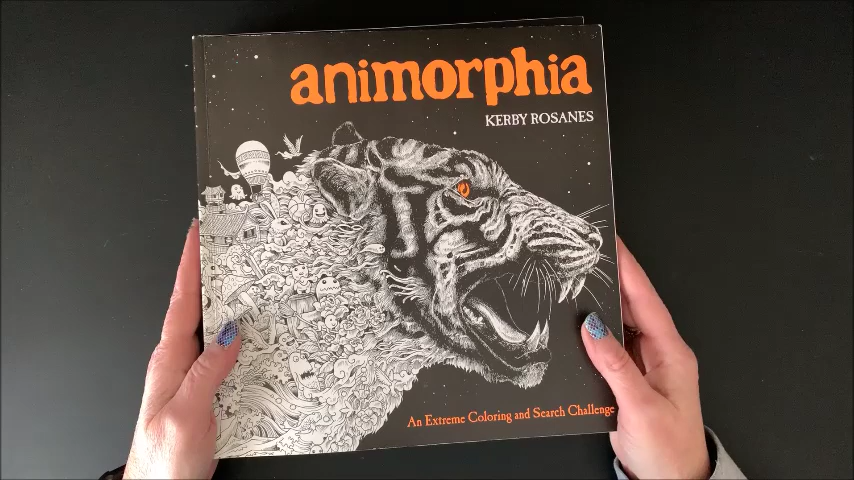 animorphia
KERBY ROSANES
An Extreme Coloring and Search Challenge